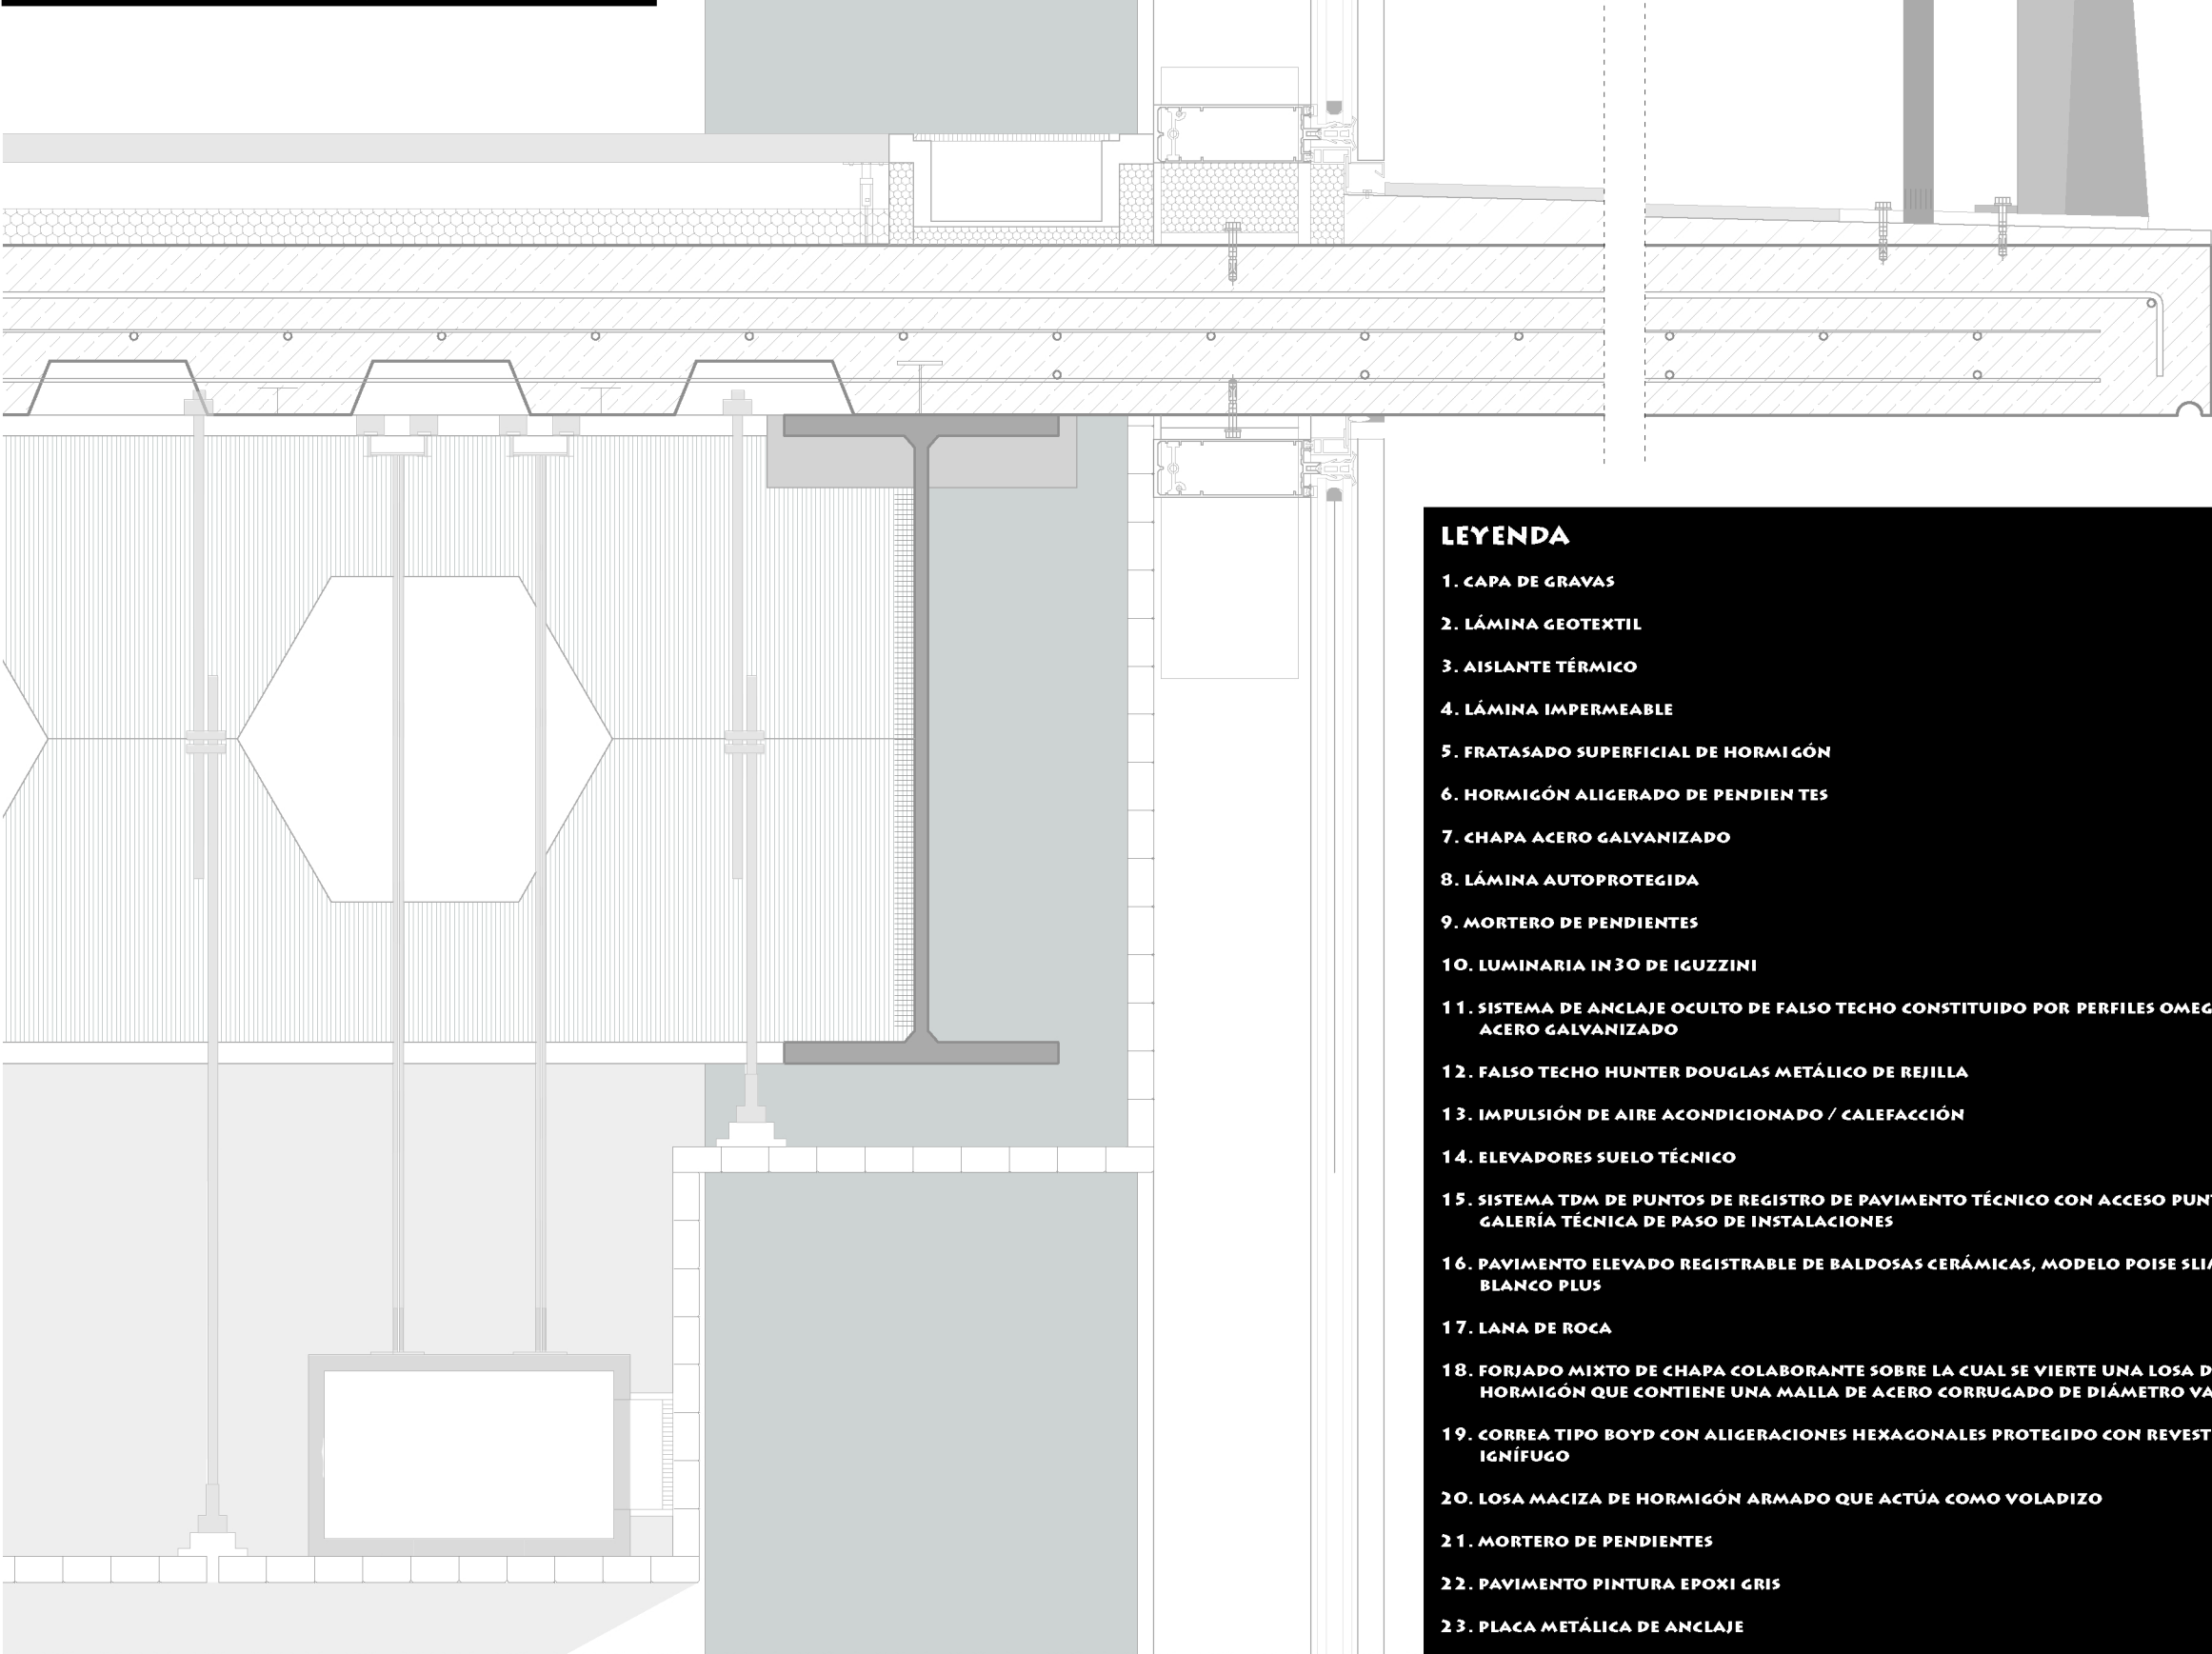 LEYENDA
1. CAPA DE GRAVAS
2. LÁMINA GEOTEXTIL
3. AISLANTE TÉRMICO
4. LÁMINA IMPERMEABLE
5. FRATASADO SUPERFICIAL DE HORMIGÓN
6. HORMIGÓN ALIGERADO DE PENDIEN TES
7. CHAPA ACERO GALVANIZADO
8. LÁMINA AUTOPROTEGIDA
9. MORTERO DE PENDIENTES
10. LUMINARIA IN30 DE IGUZZINI
11. SISTEMA DE ANCLAJE OCULTO DE FALSO TECHO CONSTITUIDO POR PERFILES OMEG
ACERO GALVANIZADO
12. FALSO TECHO HUNTER DOUGLAS METÁLICO DE REJILLA
13. IMPULSIÓN DE AIRE ACONDICIONADO / CALEFACCIÓN
14. ELEVADORES SUELO TÉCNICO
15. SISTEMA TDM DE PUNTOS DE REGISTRO DE PAVIMENTO TÉCNICO CON ACCESO PUN
GALERÍA TÉCNICA DE PASO DE INSTALACIONES
16. PAVIMENTO ELEVADO REGISTRABLE DE BALDOSAS CERÁMICAS, MODELO POISE SLI
BLANCO PLUS
17. LANA DE ROCA
18. FORJADO MIXTO DE CHAPA COLABORANTE SOBRE LA CUAL SE VIERTE UNA LOSA D
HORMIGÓN QUE CONTIENE UNA MALLA DE ACERO CORRUGADO DE DIÁMETRO VA
19. CORREA TIPO BOYD CON ALIGERACIONES HEXAGONALES PROTEGIDO CON REVEST
IGNÍFUGO
20. LOSA MACIZA DE HORMIGÓN ARMADO QUE ACTÚA COMO VOLADIZO
21. MORTERO DE PENDIENTES
22. PAVIMENTO PINTURA EPOXI GRIS
23. PLACA METÁLICA DE ANCLAJE